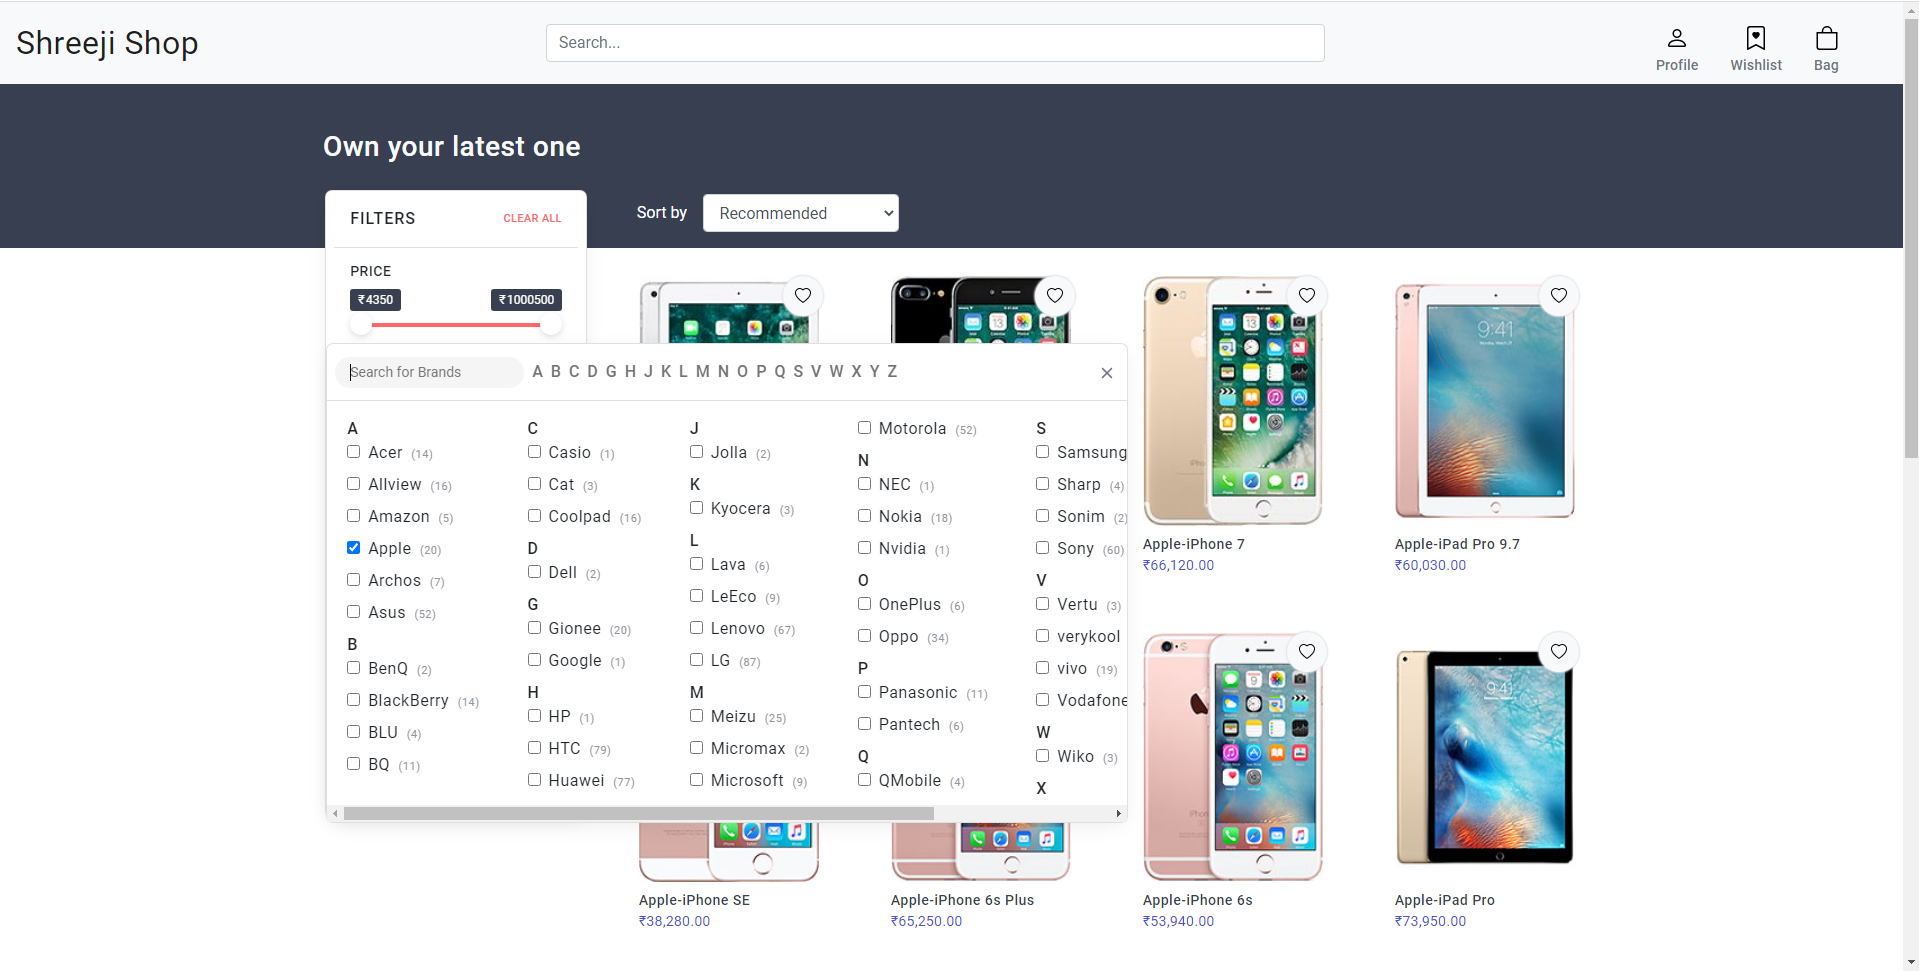 Shreeji Shop
Search...
Profile
Wishlist
Bag
Own your latest one
FILTERS
CLEAR ALL
Sort by
Recommended
PRICE
₹4350
₹1000500
Search for Brands
A B C D G H J K L M N O P Q S V W X Y Z
A
Acer (14)
Allview (16)
Amazon (5)
Apple (20)
Archos (7)
Asus (52)
B
BenQ (2)
BlackBerry (14)
BLU (4)
BQ (11)
C
Casio (1)
Cat (3)
Coolpad (16)
D
Dell (2)
G
Gionee (20)
Google (1)
H
HP (1)
HTC (79)
Huawei (77)
J
Jolla (2)
K
Kyocera (3)
L
Lava (6)
LeEco (9)
Lenovo (67)
LG (87)
M
Meizu (25)
Micromax (2)
Microsoft (9)
Motorola (52)
N
NEC (1)
Nokia (18)
Nvidia (1)
O
OnePlus (6)
Oppo (34)
P
Panasonic (11)
Pantech (6)
Q
QMobile (4)
S
Samsung
Sharp (4)
Sonim (2)
Sony (60)
V
Vertu (3)
verykool
vivo (19)
Vodafone
W
Wiko (3)
X
Apple-iPhone 7
₹66,120.00
9:41
Apple-iPad Pro 9.7
₹60,030.00
Apple-iPhone SE
₹38,280.00
Apple-iPhone 6s Plus
₹65,250.00
Apple-iPhone 6s
₹53,940.00
9:41
Apple-iPad Pro
₹73,950.00